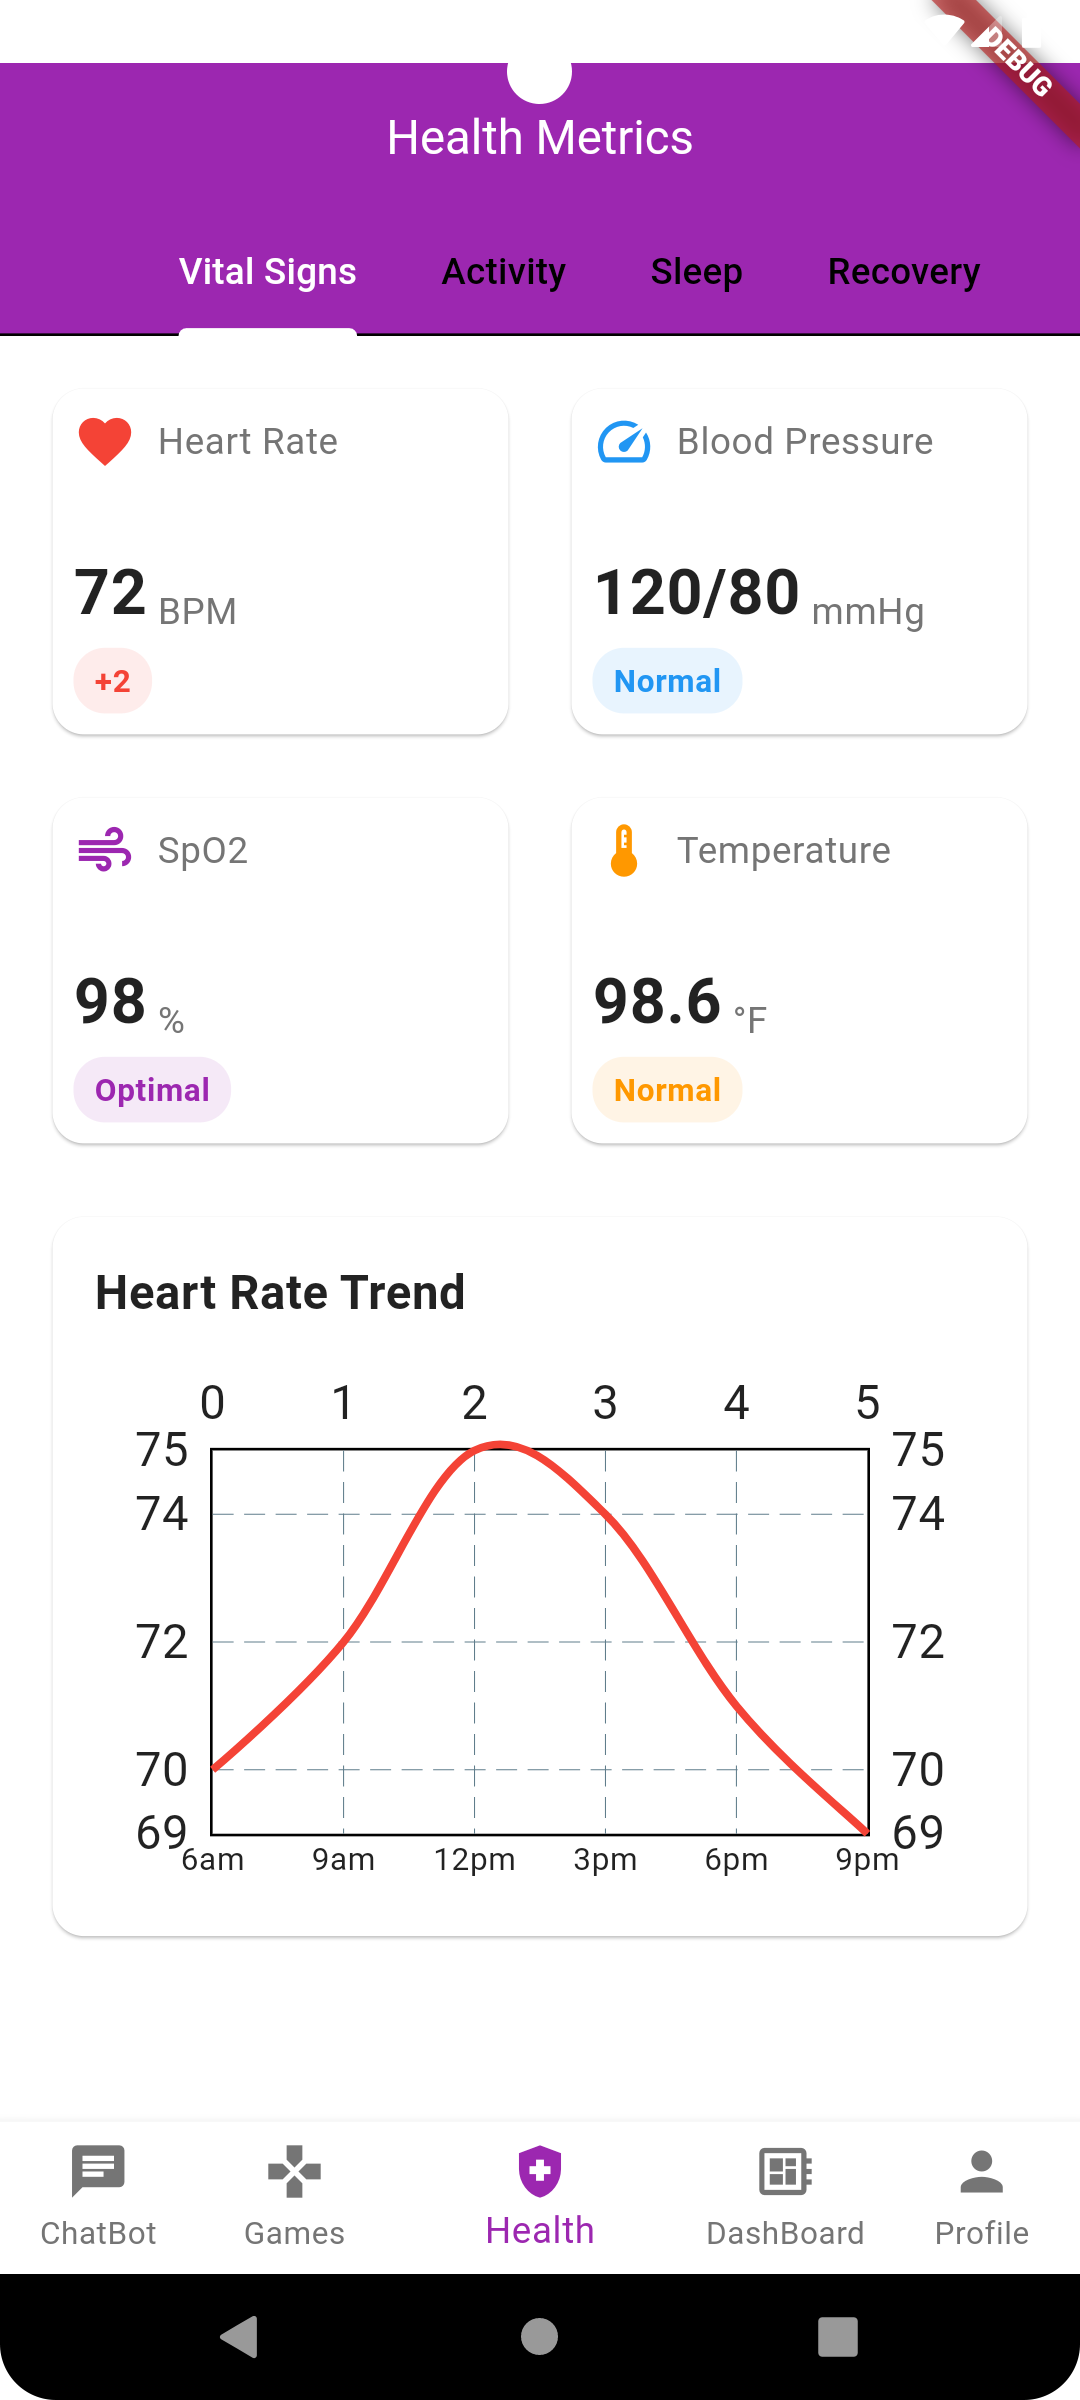 DEBUG
Health Metrics
Vital Signs Activity Sleep Recovery
Heart Rate
72 BPM
+2
Blood Pressure
120/80 mmHg
Normal
SpO2
98 %
Optimal
Temperature
98.6 °F
Normal
Heart Rate Trend
0 1 2 3 4 5
75 75
74 74
72 72
70 70
69 69
6am 9am 12pm 3pm 6pm 9pm
ChatBot Games Health DashBoard Profile